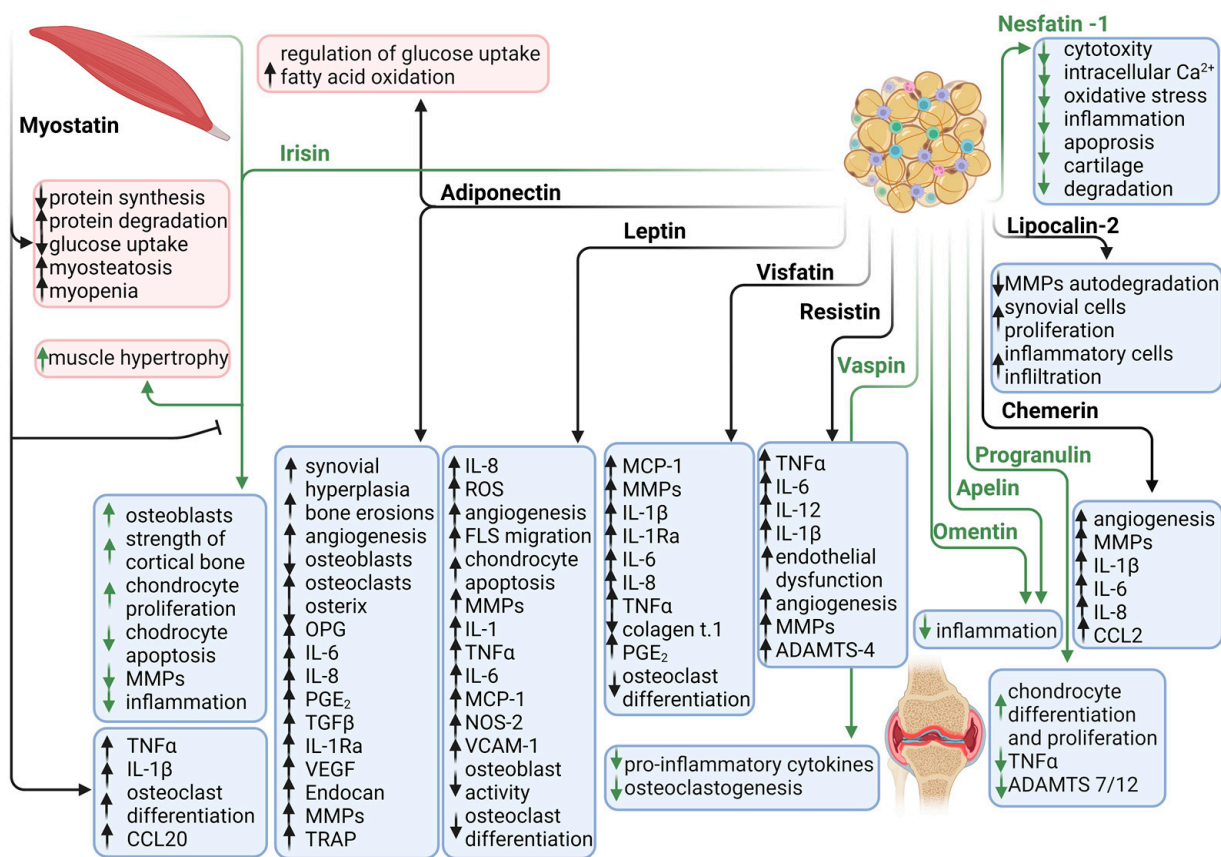 Nesfatin -1
cytotoxity
intracellular Ca²⁺
oxidative stress
inflammation
apoprosis
cartilage
degradation
regulation of glucose uptake
fatty acid oxidation
Myostatin
Irisin
Adiponectin
Leptin
Visfatin
Resistin
Vaspin
Lipocalin-2
protein synthesis
protein degradation
glucose uptake
myosteatosis
myopenia
MMPs autodegradation
synovial cells
proliferation
inflammatory cells
infliltration
muscle hypertrophy
Chemerin
Progranulin
Apelin
Omentin
osteoblasts
strength of
cortical bone
chondrocyte
proliferation
chodrocyte
apoptosis
MMPs
inflammation
TNFα
IL-1β
osteoclast
differentiation
CCL20
synovial
hyperplasia
bone erosions
angiogenesis
osteoblasts
osteoclasts
osterix
OPG
IL-6
IL-8
PGE₂
TGFβ
IL-1Ra
VEGF
Endocan
MMPs
TRAP
IL-8
ROS
angiogenesis
FLS migration
chondrocyte
apoptosis
MMPs
IL-1
TNFα
IL-6
MCP-1
NOS-2
VCAM-1
osteoblast
activity
osteoclast
differentiation
MCP-1
MMPs
IL-1β
IL-1Ra
IL-6
IL-8
TNFα
colagen t.1
PGE₂
osteoclast
differentiation
TNFα
IL-6
IL-12
IL-1β
endothelial
dysfunction
angiogenesis
MMPs
ADAMTS-4
pro-inflammatory cytokines
osteoclastogenesis
inflammation
angiogenesis
MMPs
IL-1β
IL-6
IL-8
CCL2
chondrocyte
differentiation
and proliferation
TNFα
ADAMTS 7/12